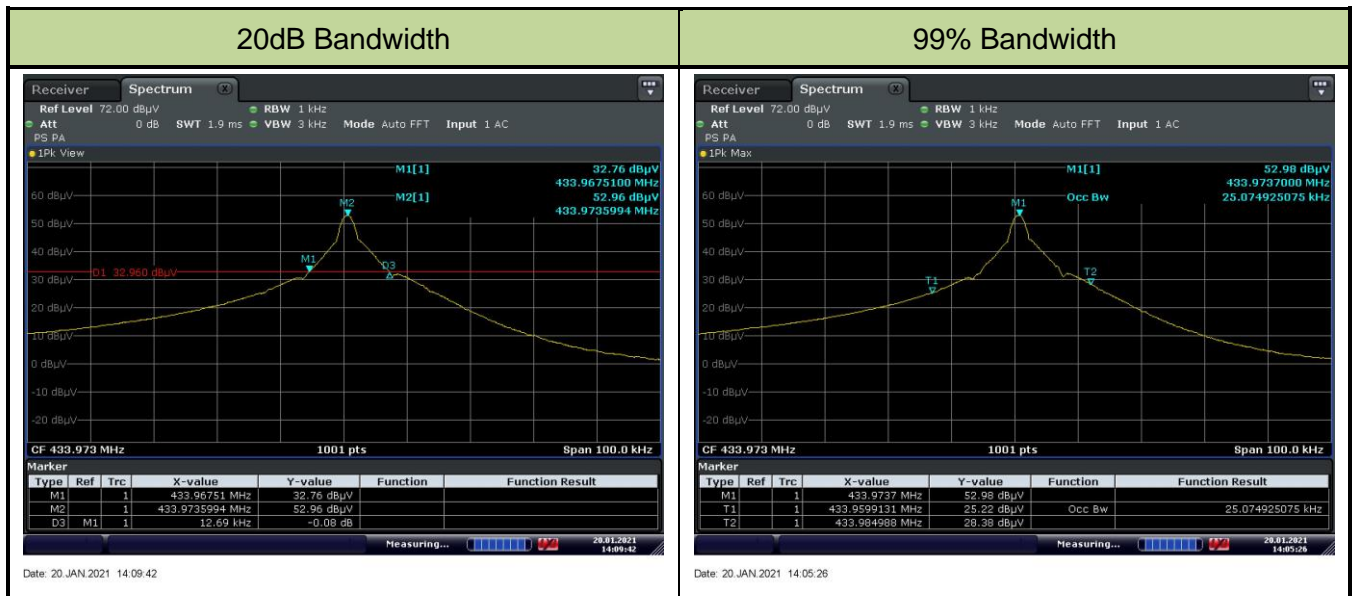 20dB Bandwidth
99% Bandwidth
Receiver Spectrum X
Ref Level 72.00 dBµV RBW 1 kHz
Att 0 dB SWT 1.9 ms VBW 3 kHz Mode Auto FFT Input 1 AC
PS PA
1Pk View
M1[1] 32.76 dBµV
433.9675100 MHz
M2[1] 52.96 dBµV
433.9735994 MHz
60 dBµV
M2
50 dBµV
40 dBµV
M1
D3
D1 32.960 dBµV
30 dBµV
20 dBµV
10 dBµV
0 dBµV
-10 dBµV
-20 dBµV
CF 433.973 MHz 1001 pts Span 100.0 kHz
Marker
Type Ref Trc X-value Y-value Function Function Result
M1 1 433.96751 MHz 32.76 dBµV
M2 1 433.9735994 MHz 52.96 dBµV
D3 M1 1 12.69 kHz -0.08 dB
Measuring... 20.01.2021
14:09:42
Date: 20.JAN.2021 14:09:42
Receiver Spectrum X
Ref Level 72.00 dBµV RBW 1 kHz
Att 0 dB SWT 1.9 ms VBW 3 kHz Mode Auto FFT Input 1 AC
PS PA
1Pk Max
M1[1] 52.98 dBµV
433.9737000 MHz
Occ Bw 25.074925075 kHz
60 dBµV
M1
50 dBµV
40 dBµV
T1
T2
30 dBµV
20 dBµV
10 dBµV
0 dBµV
-10 dBµV
-20 dBµV
CF 433.973 MHz 1001 pts Span 100.0 kHz
Marker
Type Ref Trc X-value Y-value Function Function Result
M1 1 433.9737 MHz 52.98 dBµV
T1 1 433.9599131 MHz 25.22 dBµV Occ Bw 25.074925075 kHz
T2 1 433.984988 MHz 28.38 dBµV
Measuring... 20.01.2021
14:05:26
Date: 20.JAN.2021 14:05:26